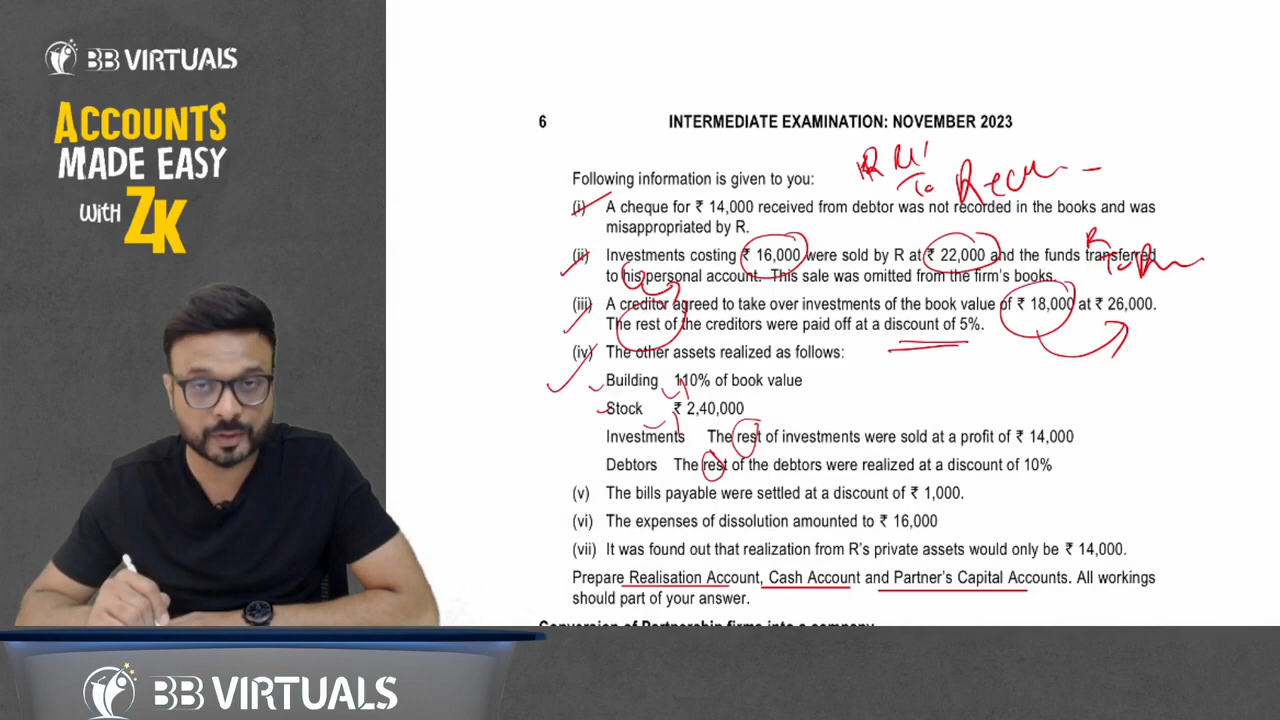 BB VIRTUALS
ACCOUNTS
MADE EASY
WITH ZK
6 INTERMEDIATE EXAMINATION: NOVEMBER 2023
Following information is given to you:
(i) A cheque for ₹ 14,000 received from debtor was not recorded in the books and was
misappropriated by R.
(ii) Investments costing ₹ 16,000 were sold by R at ₹ 22,000 and the funds transferred
to his personal account. This sale was omitted from the firm's books.
(iii) A creditor agreed to take over investments of the book value of ₹ 18,000 at ₹ 26,000.
The rest of the creditors were paid off at a discount of 5%.
(iv) The other assets realized as follows:
Building 110% of book value
Stock ₹ 2,40,000
Investments The rest of investments were sold at a profit of ₹ 14,000
Debtors The rest of the debtors were realized at a discount of 10%
(v) The bills payable were settled at a discount of ₹ 1,000.
(vi) The expenses of dissolution amounted to ₹ 16,000
(vii) It was found out that realization from R's private assets would only be ₹ 14,000.
Prepare Realisation Account, Cash Account and Partner's Capital Accounts. All workings
should part of your answer.
Conversion of Partnership firms into a company
BB VIRTUALS